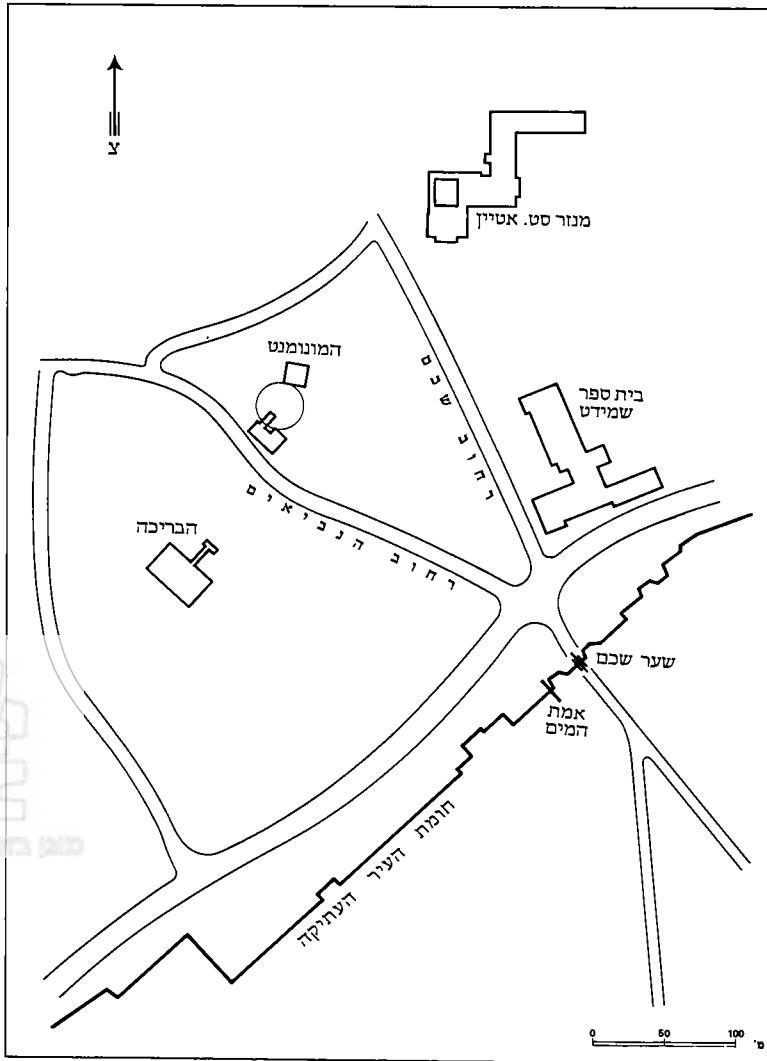 צ
מנזר סט. אטיין
המונומנט
רחוב שכם
בית ספר
שמידט
רחוב הנביאים
הבריכה
שער שכם
אמת
המים
חומת העיר העתיקה
0 50 100 מ'